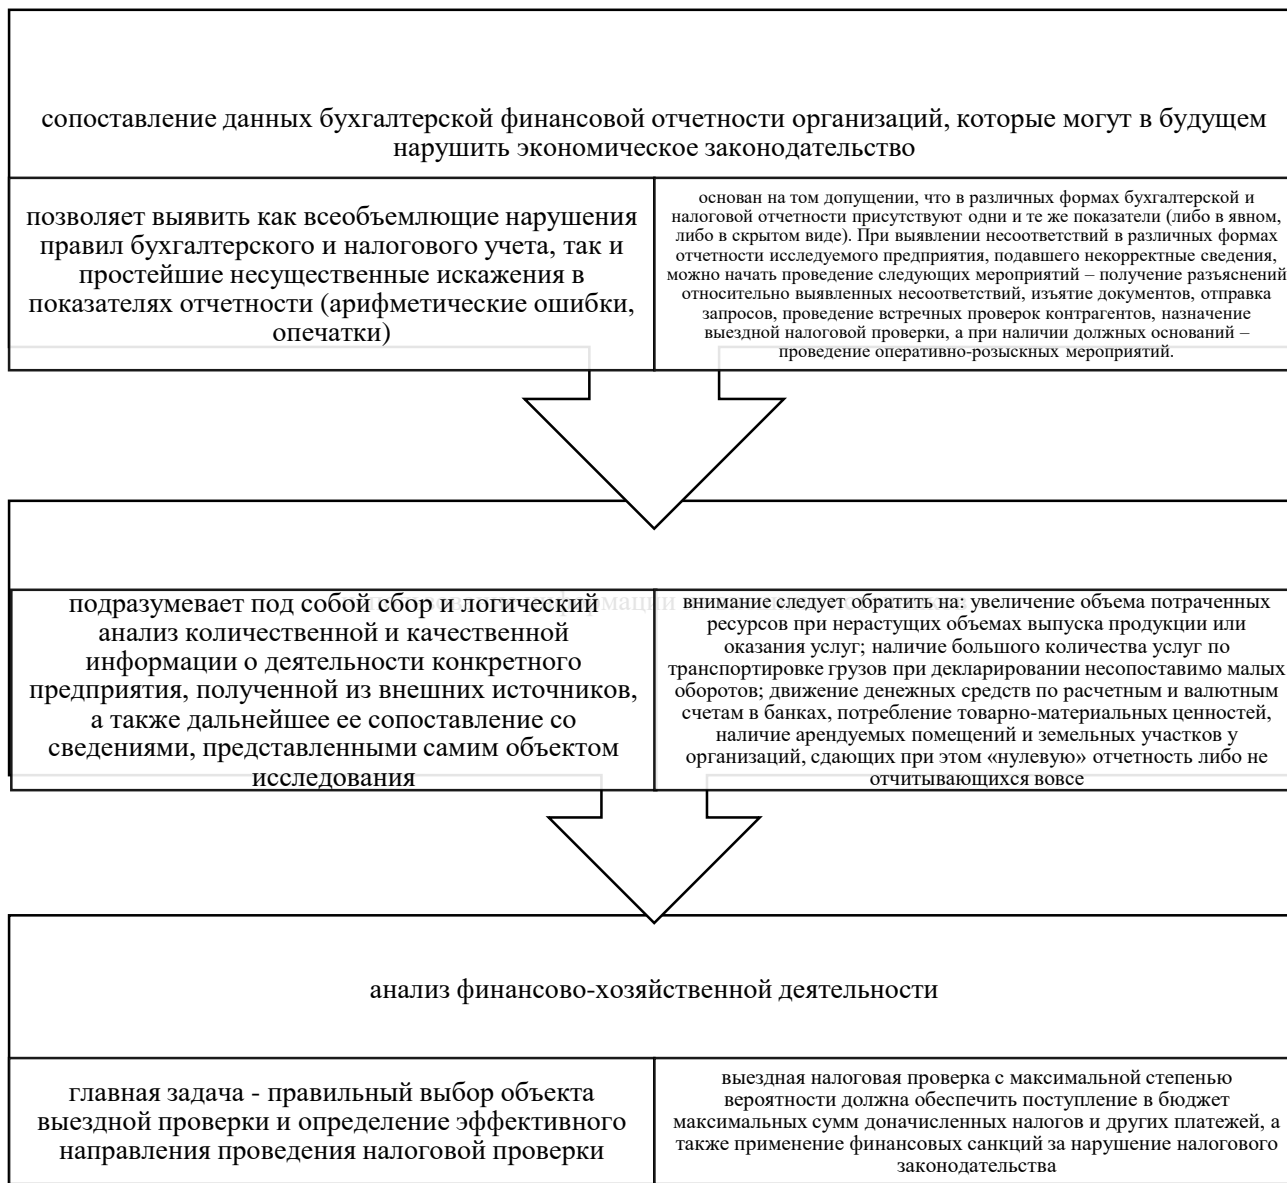 сопоставление данных бухгалтерской финансовой отчетности организаций, которые могут в будущем
нарушить экономическое законодательство
позволяет выявить как всеобъемлющие нарушения
правил бухгалтерского и налогового учета, так и
простейшие несущественные искажения в
показателях отчетности (арифметические ошибки,
опечатки)
основан на том допущении, что в различных формах бухгалтерской и
налоговой отчетности присутствуют одни и те же показатели (либо в явном,
либо в скрытом виде). При выявлении несоответствий в различных формах
отчетности исследуемого предприятия, подавшего некорректные сведения,
можно начать проведение следующих мероприятий – получение разъяснений
относительно выявленных несоответствий, изъятие документов, отправка
запросов, проведение встречных проверок контрагентов, назначение
выездной налоговой проверки, а при наличии должных оснований –
проведение оперативно-розыскных мероприятий.
подразумевает под собой сбор и логический
анализ количественной и качественной
информации о деятельности конкретного
предприятия, полученной из внешних источников,
а также дальнейшее ее сопоставление со
сведениями, представленными самим объектом
исследования
внимание следует обратить на: увеличение объема потраченных
ресурсов при нерастущих объемах выпуска продукции или
оказания услуг; наличие большого количества услуг по
транспортировке грузов при декларировании несопоставимо малых
оборотов; движение денежных средств по расчетным и валютным
счетам в банках, потребление товарно-материальных ценностей,
наличие арендуемых помещений и земельных участков у
организаций, сдающих при этом «нулевую» отчетность либо не
отчитывающихся вовсе
анализ финансово-хозяйственной деятельности
главная задача - правильный выбор объекта
выездной проверки и определение эффективного
направления проведения налоговой проверки
выездная налоговая проверка с максимальной степенью
вероятности должна обеспечить поступление в бюджет
максимальных сумм доначисленных налогов и других платежей, а
также применение финансовых санкций за нарушение налогового
законодательства